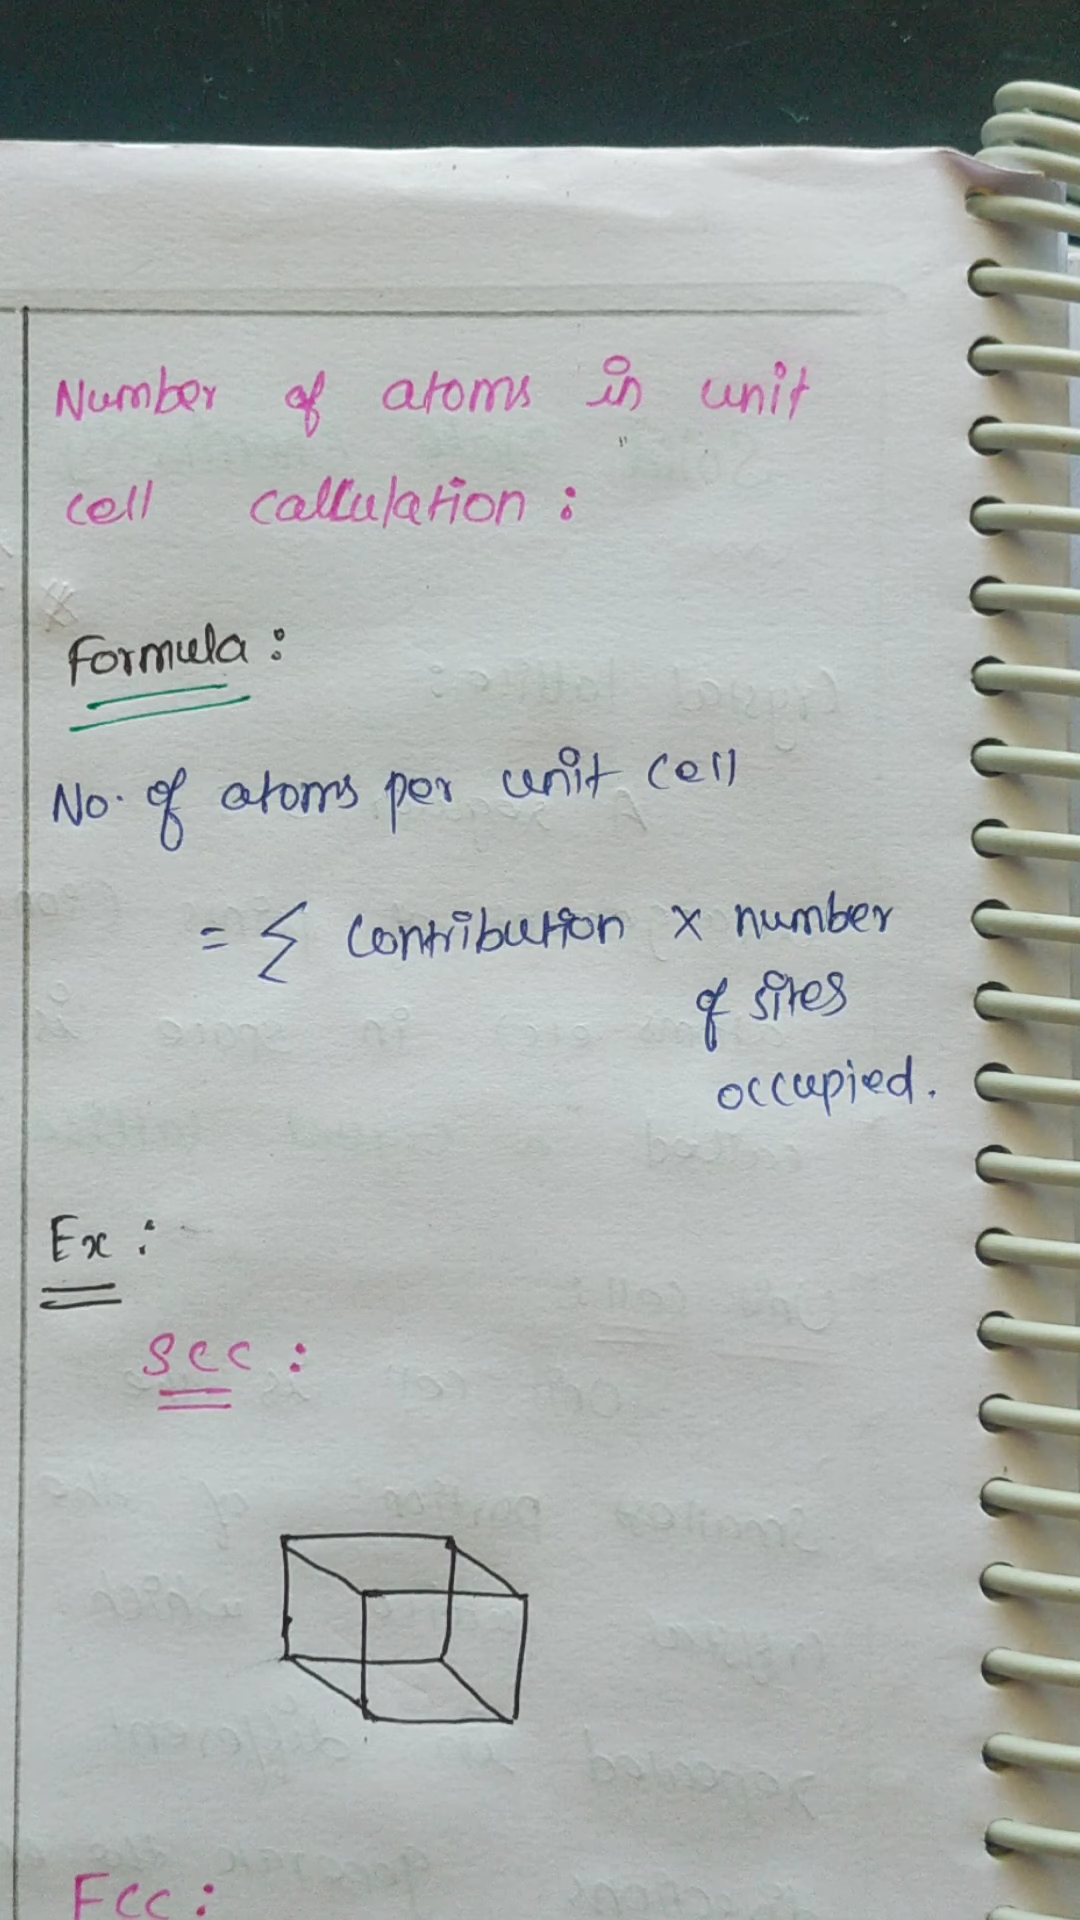 Number of atoms in unit
cell calculation :
Formula :
No. of atoms per unit cell
= Σ contribution × number
of sites
occupied.
Ex :
SCC :
FCC :